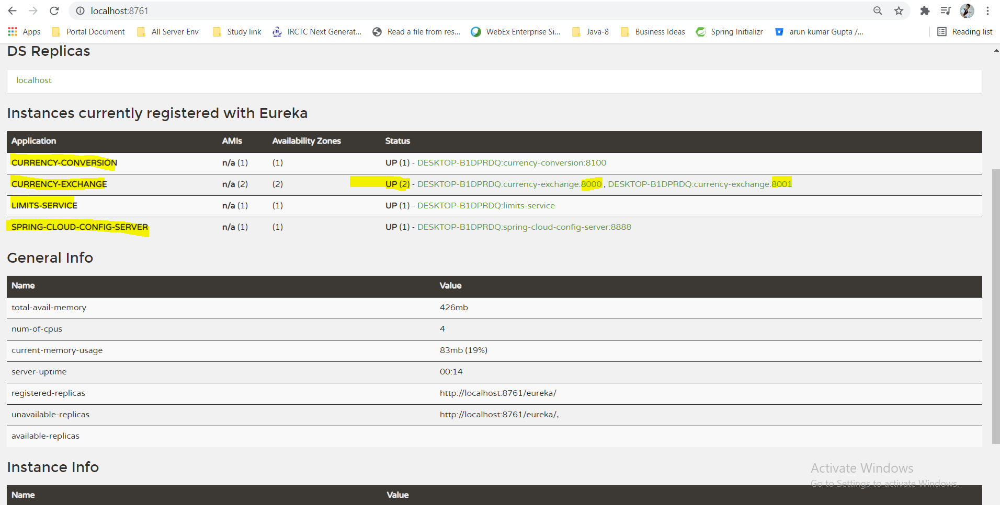 localhost:8761
Apps Portal Document All Server Env Study link IRCTC Next Generat... Read a file from res... WebEx Enterprise Si... Java-8 Business Ideas Spring Initializr arun kumar Gupta /... Reading list
DS Replicas
localhost
Instances currently registered with Eureka
Application AMIs Availability Zones Status
CURRENCY-CONVERSION n/a (1) (1) UP (1) - DESKTOP-B1DPRDQ:currency-conversion:8100
CURRENCY-EXCHANGE n/a (2) (2) UP (2) - DESKTOP-B1DPRDQ:currency-exchange:8000 , DESKTOP-B1DPRDQ:currency-exchange:8001
LIMITS-SERVICE n/a (1) (1) UP (1) - DESKTOP-B1DPRDQ:limits-service
SPRING-CLOUD-CONFIG-SERVER n/a (1) (1) UP (1) - DESKTOP-B1DPRDQ:spring-cloud-config-server:8888
General Info
Name Value
total-avail-memory 426mb
num-of-cpus 4
current-memory-usage 83mb (19%)
server-uptime 00:14
registered-replicas http://localhost:8761/eureka/
unavailable-replicas http://localhost:8761/eureka/,
available-replicas
Instance Info
Activate Windows
Go to Settings to activate Windows.
Name Value